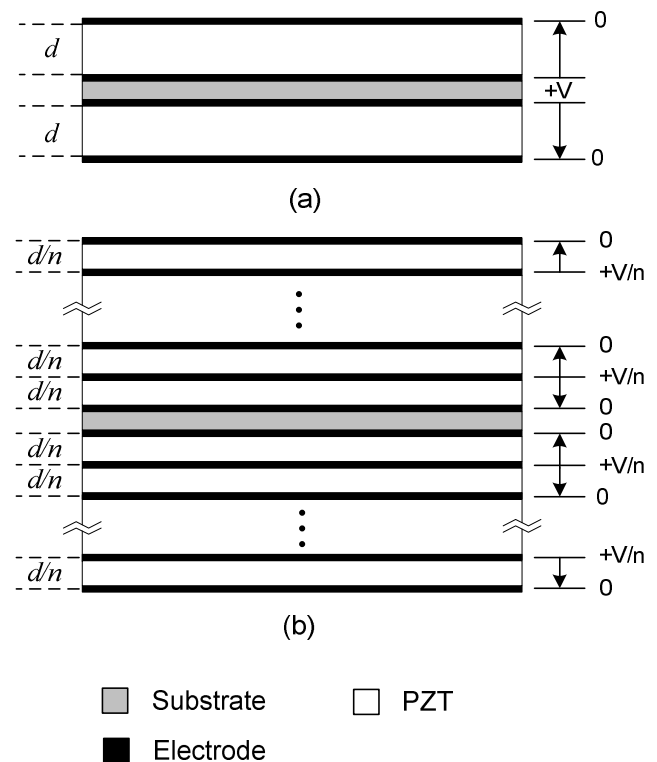 0
d
+V
d
0
(a)
d/n
0
+V/n
d/n
0
d/n
+V/n
0
0
d/n
+V/n
d/n
0
d/n
+V/n
0
(b)
Substrate
PZT
Electrode